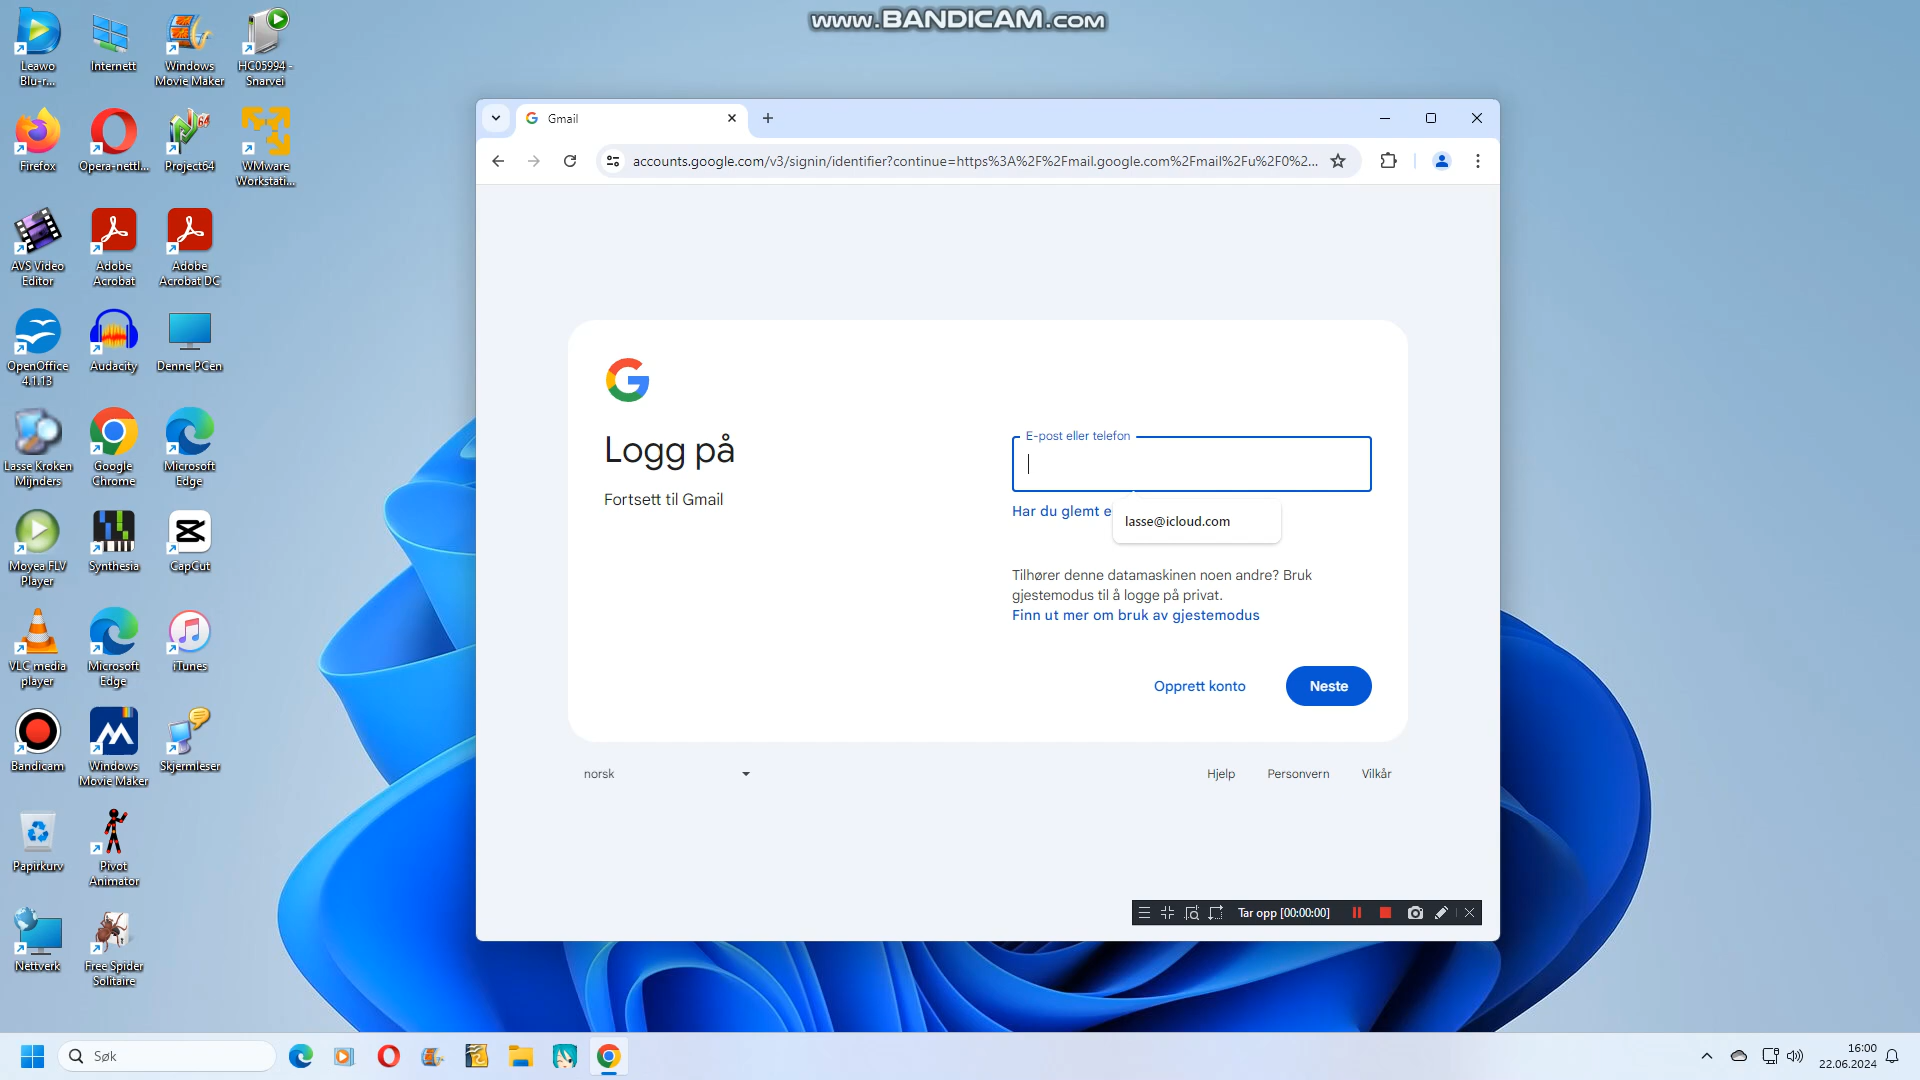 www.BANDICAM.com
Leawo
Blu-r...
Internett
Windows
Movie Maker
HC05994 -
Snarvei
Firefox
Opera-nettl...
Project64
WMware
Workstati...
AVS Video
Editor
Adobe
Acrobat
Adobe
Acrobat DC
OpenOffice
4.1.13
Audacity
Denne PCen
Lasse Kroken
Mijnders
Google
Chrome
Microsoft
Edge
Moyea FLV
Player
Synthesia
CapCut
VLC media
player
Microsoft
Edge
iTunes
Bandicam
Windows
Movie Maker
Skjermleser
Papirkurv
Pivot
Animator
Nettverk
Free Spider
Solitaire
Gmail
accounts.google.com/v3/signin/identifier?continue=https%3A%2F%2Fmail.google.com%2Fmail%2Fu%2F0%2...
Logg på
Fortsett til Gmail
E-post eller telefon
Har du glemt e
lasse@icloud.com
Tilhører denne datamaskinen noen andre? Bruk
gjestemodus til å logge på privat.
Finn ut mer om bruk av gjestemodus
Opprett konto
Neste
norsk
Hjelp
Personvern
Vilkår
Tar opp [00:00:00]
Søk
16:00
22.06.2024